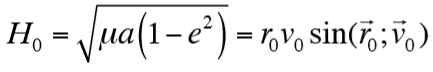 H₀ = √(μa(1 − e²)) = r₀v₀ sin(r⃗₀; v⃗₀)